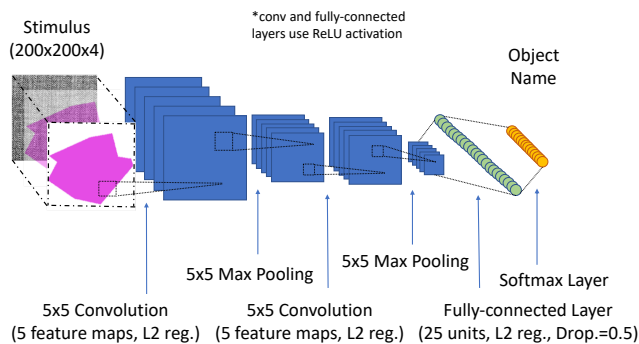 *conv and fully-connected
layers use ReLU activation
Stimulus
(200x200x4)
Object
Name
5x5 Max Pooling
5x5 Max Pooling
Softmax Layer
5x5 Convolution
(5 feature maps, L2 reg.)
5x5 Convolution
(5 feature maps, L2 reg.)
Fully-connected Layer
(25 units, L2 reg., Drop.=0.5)